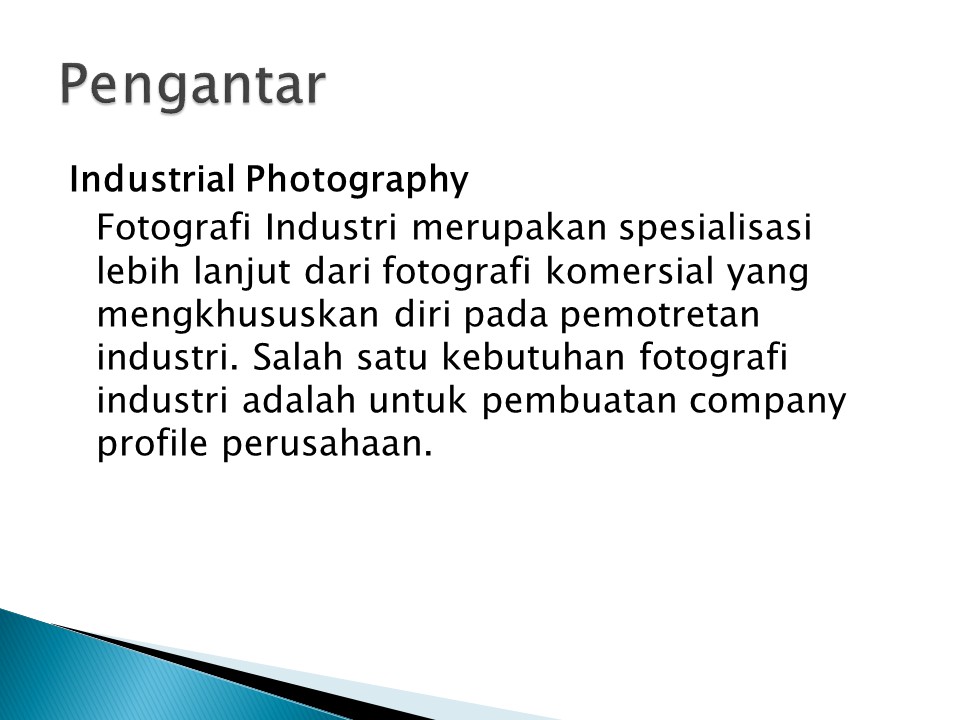 Pengantar
Industrial Photography
Fotografi Industri merupakan spesialisasi
lebih lanjut dari fotografi komersial yang
mengkhususkan diri pada pemotretan
industri. Salah satu kebutuhan fotografi
industri adalah untuk pembuatan company
profile perusahaan.